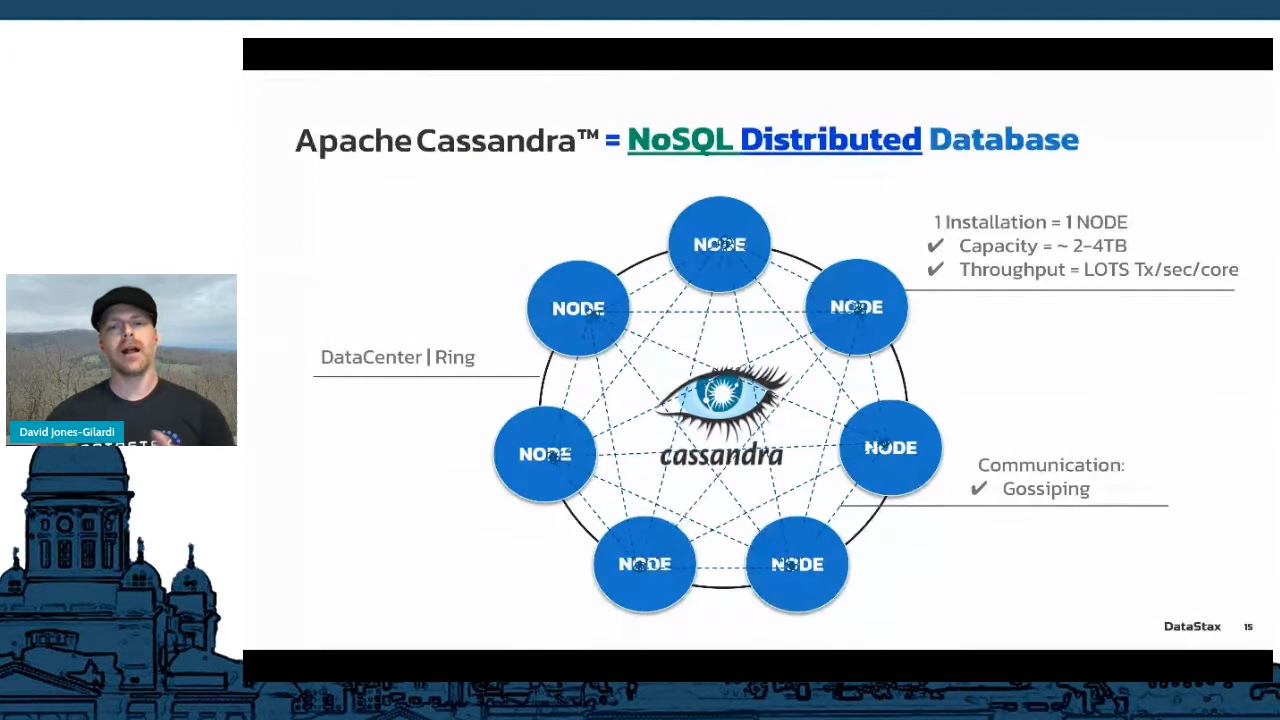 Apache Cassandra™ = NoSQL Distributed Database
1 Installation = 1 NODE
✔ Capacity = ~ 2-4TB
✔ Throughput = LOTS Tx/sec/core
NODE
NODE
NODE
DataCenter | Ring
David Jones-Gilardi
cassandra
NODE
NODE
Communication:
✔ Gossiping
NODE
NODE
DataStax 15